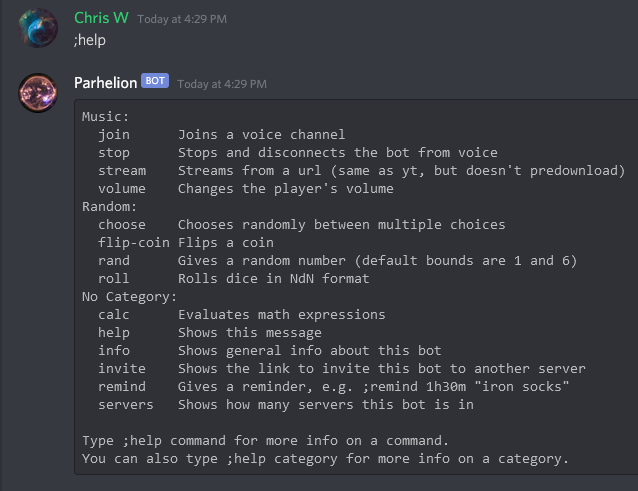 Chris W Today at 4:29 PM
;help
Parhelion BOT Today at 4:29 PM
Music:
  join      Joins a voice channel
  stop      Stops and disconnects the bot from voice
  stream    Streams from a url (same as yt, but doesn't predownload)
  volume    Changes the player's volume
Random:
  choose    Chooses randomly between multiple choices
  flip-coin Flips a coin
  rand      Gives a random number (default bounds are 1 and 6)
  roll      Rolls dice in NdN format
No Category:
  calc      Evaluates math expressions
  help      Shows this message
  info      Shows general info about this bot
  invite    Shows the link to invite this bot to another server
  remind    Gives a reminder, e.g. ;remind 1h30m "iron socks"
  servers   Shows how many servers this bot is in

Type ;help command for more info on a command.
You can also type ;help category for more info on a category.